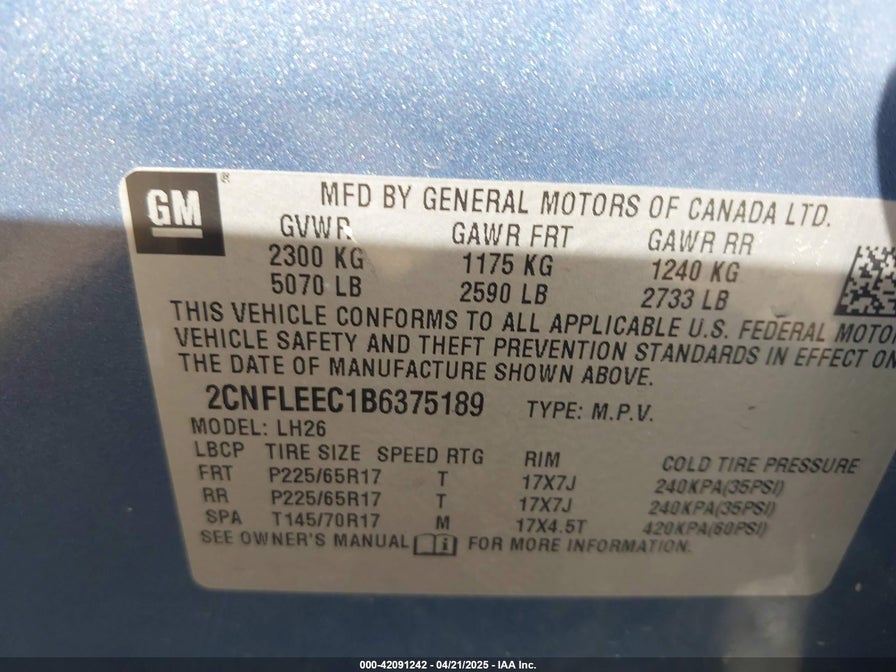 GM ®
MFD BY GENERAL MOTORS OF CANADA LTD.
GVWR GAWR FRT GAWR RR
2300 KG 1175 KG 1240 KG
5070 LB 2590 LB 2733 LB
THIS VEHICLE CONFORMS TO ALL APPLICABLE U.S. FEDERAL MOTOR
VEHICLE SAFETY AND THEFT PREVENTION STANDARDS IN EFFECT ON
THE DATE OF MANUFACTURE SHOWN ABOVE.
2CNFLEEC1B6375189 TYPE: M.P.V.
MODEL: LH26
LBCP TIRE SIZE SPEED RTG RIM COLD TIRE PRESSURE
FRT P225/65R17 T 17X7J 240KPA(35PSI)
RR P225/65R17 T 17X7J 240KPA(35PSI)
SPA T145/70R17 M 17X4.5T 420KPA(60PSI)
SEE OWNER'S MANUAL i FOR MORE INFORMATION.
000-42091242 - 04/21/2025 - IAA Inc.